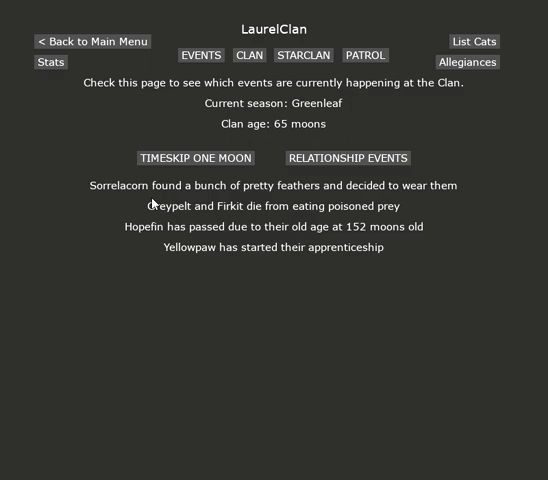 LaurelClan
< Back to Main Menu
List Cats
EVENTS CLAN STARCLAN PATROL
Stats
Allegiances
Check this page to see which events are currently happening at the Clan.
Current season: Greenleaf
Clan age: 65 moons
TIMESKIP ONE MOON RELATIONSHIP EVENTS
Sorrelacorn found a bunch of pretty feathers and decided to wear them
Greypelt and Firkit die from eating poisoned prey
Hopefin has passed due to their old age at 152 moons old
Yellowpaw has started their apprenticeship